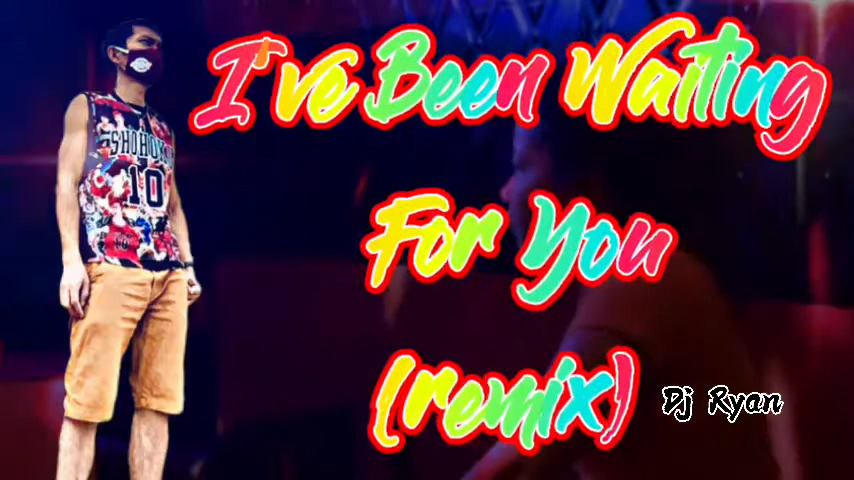 I've Been Waiting
For You
(remix)
Dj Ryan
SHOHOKU
10